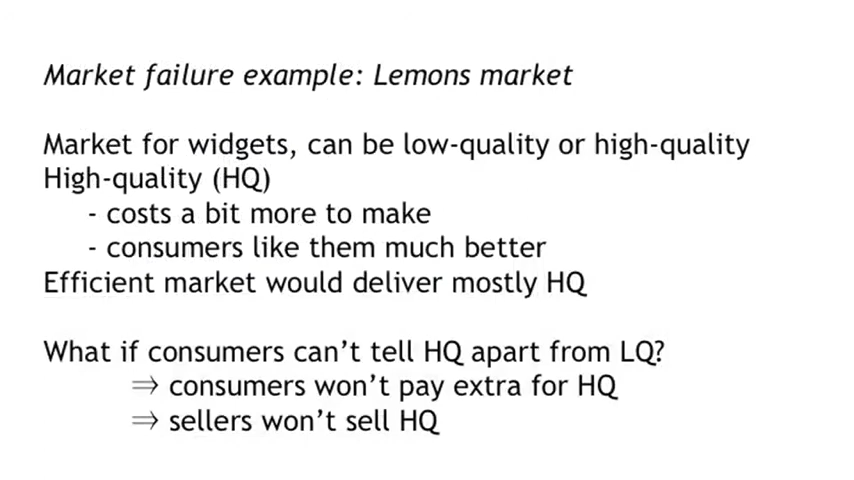 Market failure example: Lemons market
Market for widgets, can be low-quality or high-quality
High-quality (HQ)
- costs a bit more to make
- consumers like them much better
Efficient market would deliver mostly HQ
What if consumers can't tell HQ apart from LQ?
⇒ consumers won't pay extra for HQ
⇒ sellers won't sell HQ